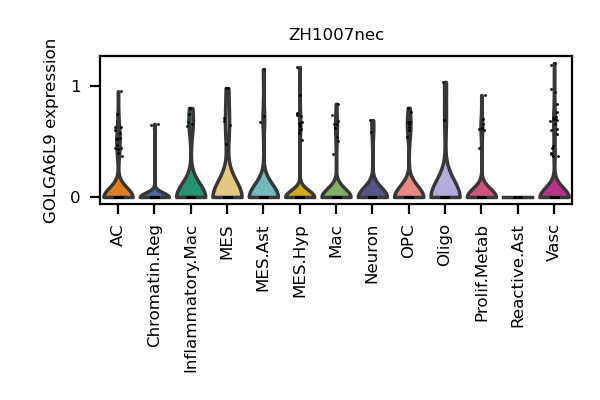 ZH1007nec
GOLGA6L9 expression
1
0
AC
Chromatin.Reg
Inflammatory.Mac
MES
MES.Ast
MES.Hyp
Mac
Neuron
OPC
Oligo
Prolif.Metab
Reactive.Ast
Vasc